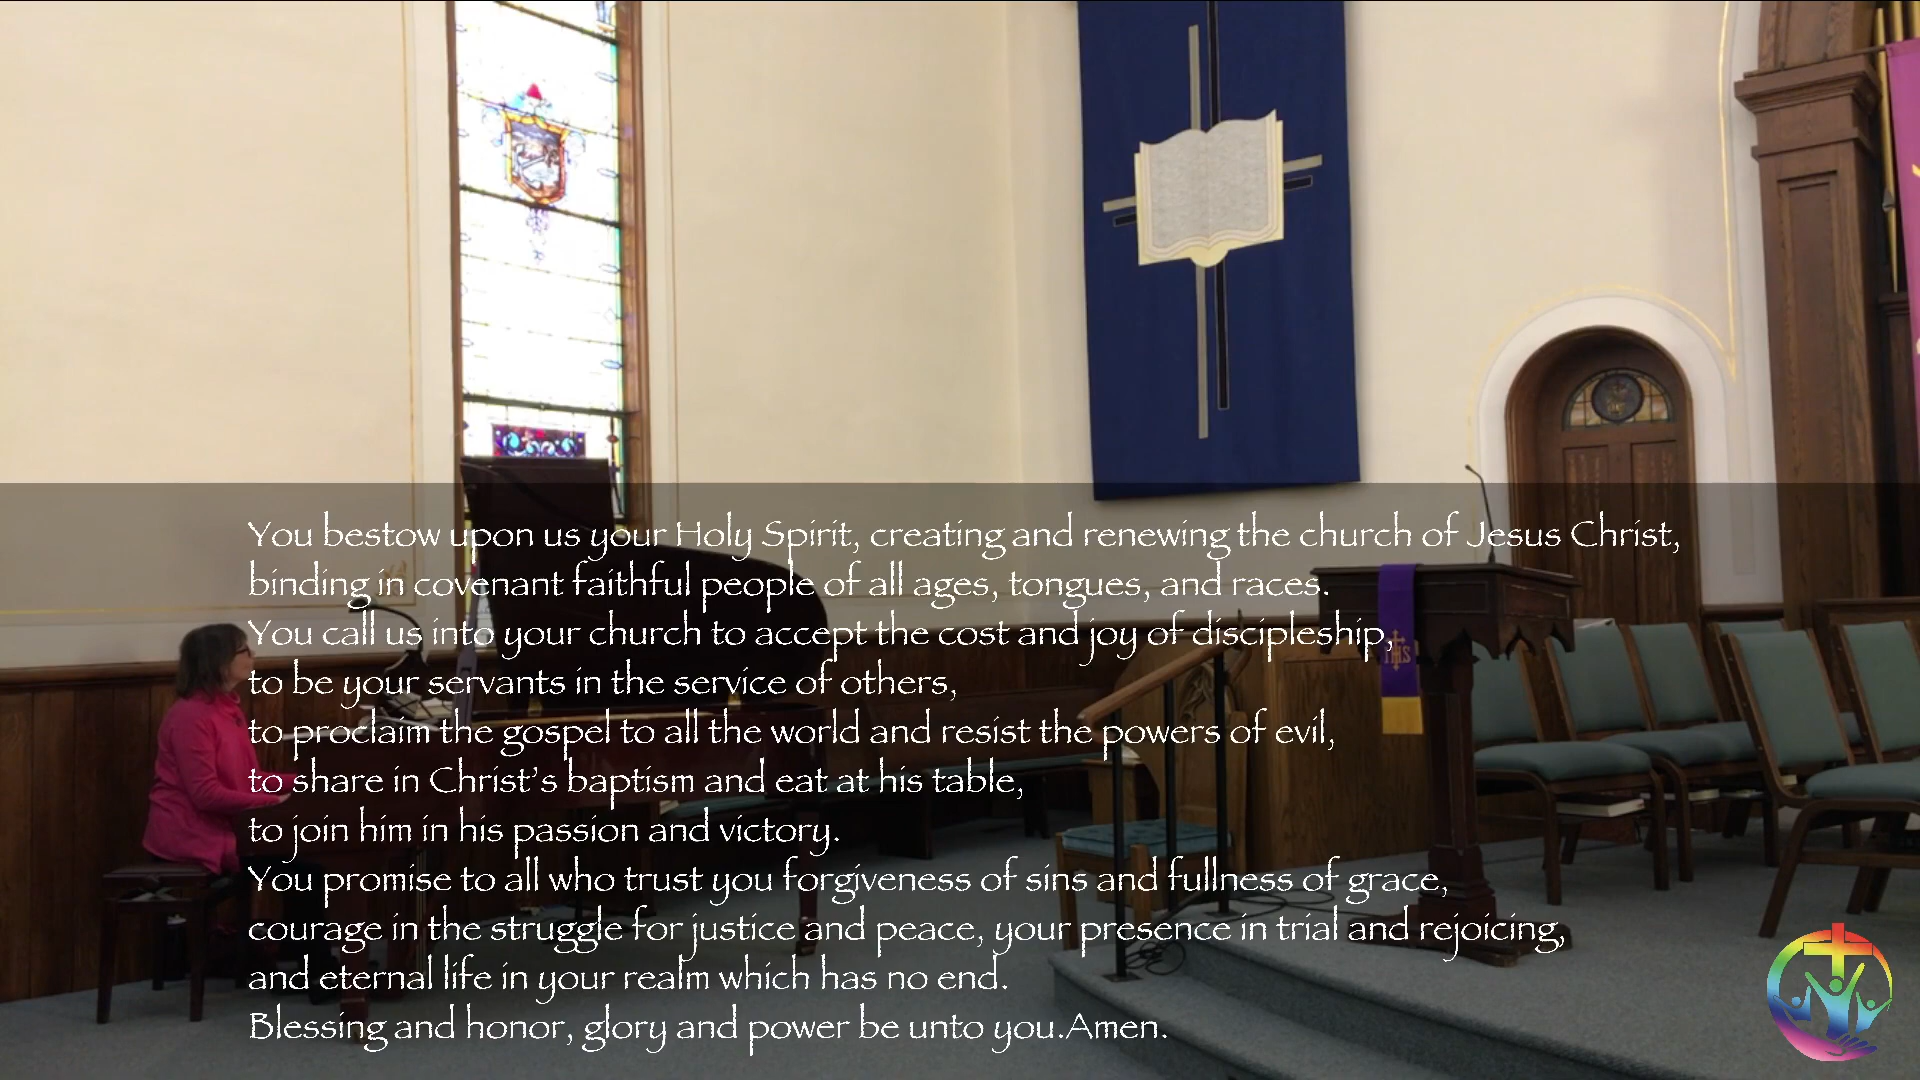 You bestow upon us your Holy Spirit, creating and renewing the church of Jesus Christ,
binding in covenant faithful people of all ages, tongues, and races.
You call us into your church to accept the cost and joy of discipleship,
to be your servants in the service of others,
to proclaim the gospel to all the world and resist the powers of evil,
to share in Christ's baptism and eat at his table,
to join him in his passion and victory.
You promise to all who trust you forgiveness of sins and fullness of grace,
courage in the struggle for justice and peace, your presence in trial and rejoicing,
and eternal life in your realm which has no end.
Blessing and honor, glory and power be unto you.Amen.
IHS